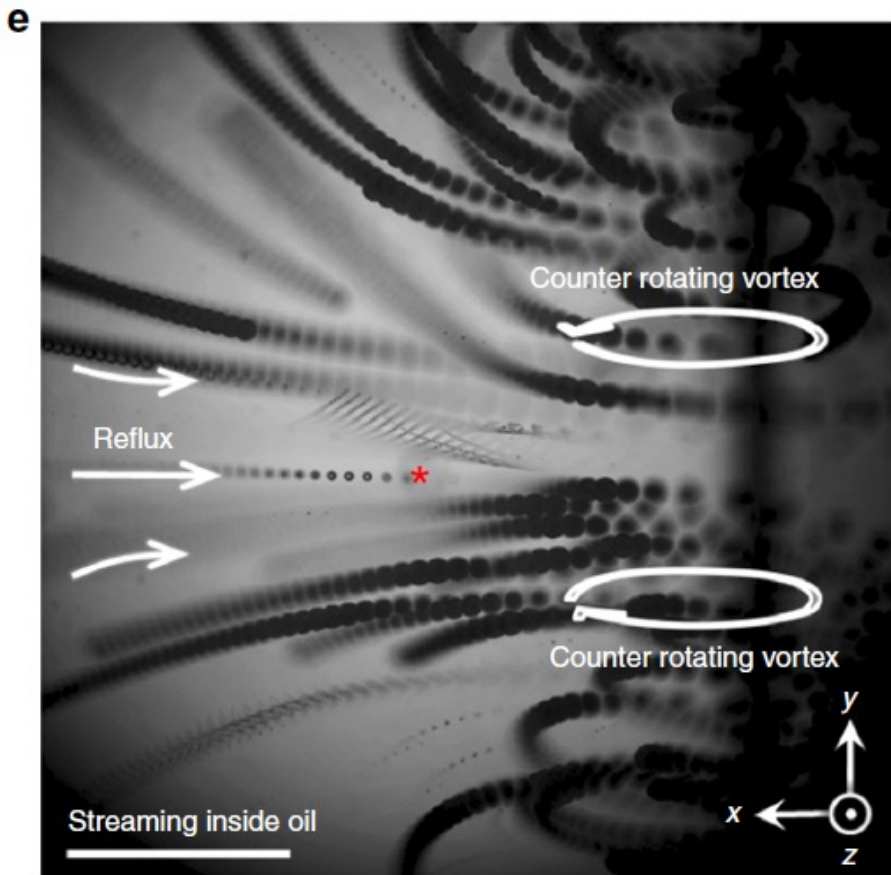 e
Counter rotating vortex
Reflux
*
Counter rotating vortex
y
Streaming inside oil
x
z